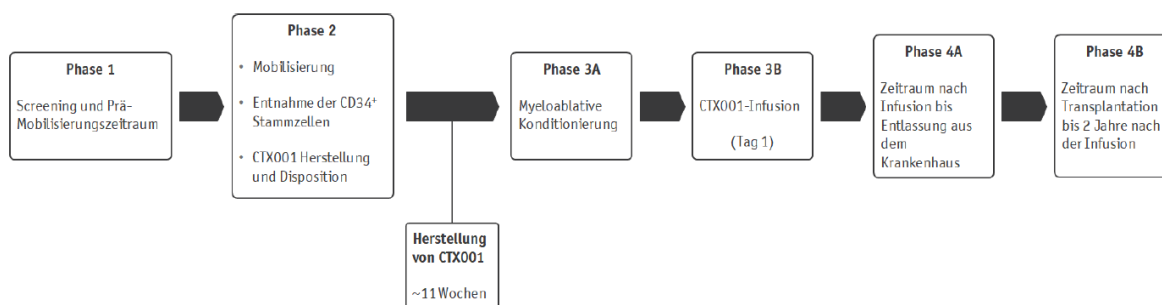 Phase 1
Screening und Prä-
Mobilisierungszeitraum
Phase 2
• Mobilisierung
• Entnahme der CD34⁺
Stammzellen
• CTX001 Herstellung
und Disposition
Herstellung
von CTX001
~11 Wochen
Phase 3A
Myeloablative
Konditionierung
Phase 3B
CTX001-Infusion
(Tag 1)
Phase 4A
Zeitraum nach
Infusion bis
Entlassung aus
dem
Krankenhaus
Phase 4B
Zeitraum nach
Transplantation
bis 2 Jahre nach
der Infusion